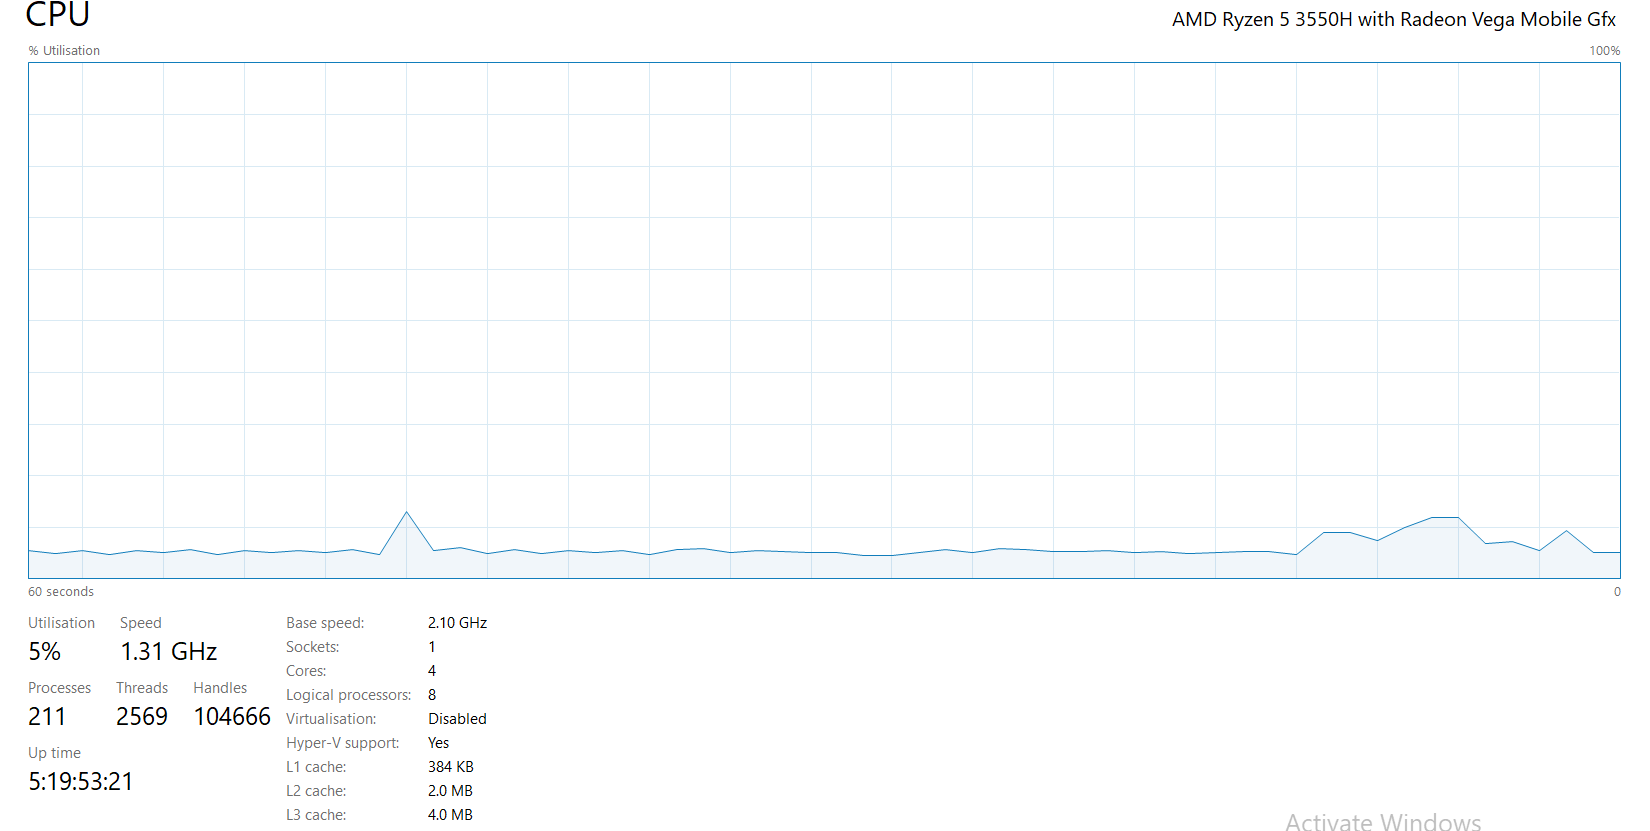 CPU
AMD Ryzen 5 3550H with Radeon Vega Mobile Gfx
% Utilisation
100%
60 seconds
0
Utilisation
Speed
5%
1.31 GHz
Processes
Threads
Handles
211
2569
104666
Up time
5:19:53:21
Base speed: 2.10 GHz
Sockets: 1
Cores: 4
Logical processors: 8
Virtualisation: Disabled
Hyper-V support: Yes
L1 cache: 384 KB
L2 cache: 2.0 MB
L3 cache: 4.0 MB
Activate Windows